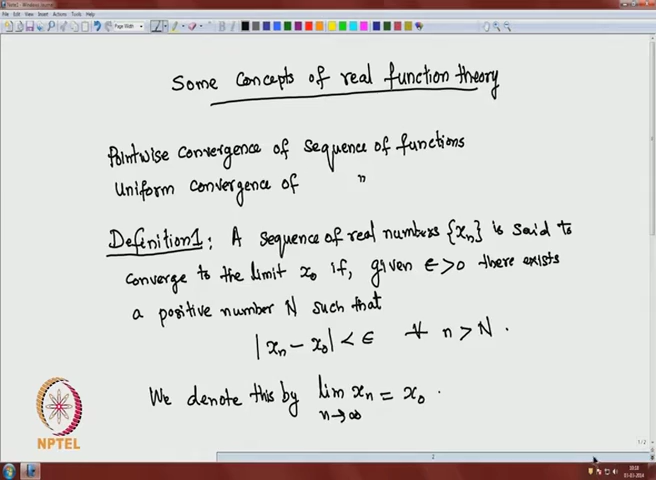 Some concepts of real function theory
Pointwise convergence of sequence of functions
Uniform convergence of "
Definition 1: A sequence of real numbers {xₙ} is said to
converge to the limit x₀ if, given ϵ>0 there exists
a positive number N such that
|xₙ − x₀| < ϵ ∀ n > N.
We denote this by lim xₙ = x₀.
n→∞
NPTEL
1/2